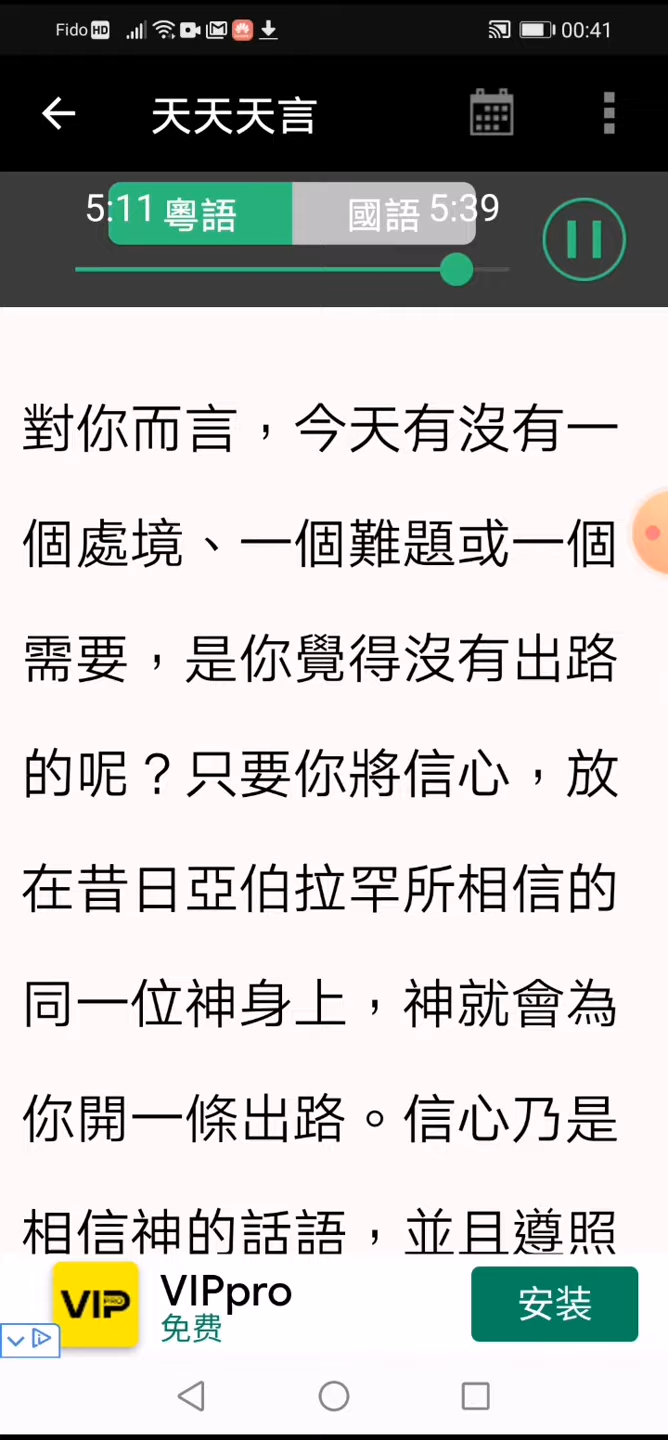 Fido HD 00:41
天天天言
5:11 粵語 國語 5:39
對你而言，今天有沒有一
個處境、一個難題或一個
需要，是你覺得沒有出路
的呢？只要你將信心，放
在昔日亞伯拉罕所相信的
同一位神身上，神就會為
你開一條出路。信心乃是
相信神的話語，並且遵照
VIP PRO
VIPpro
免费
安装